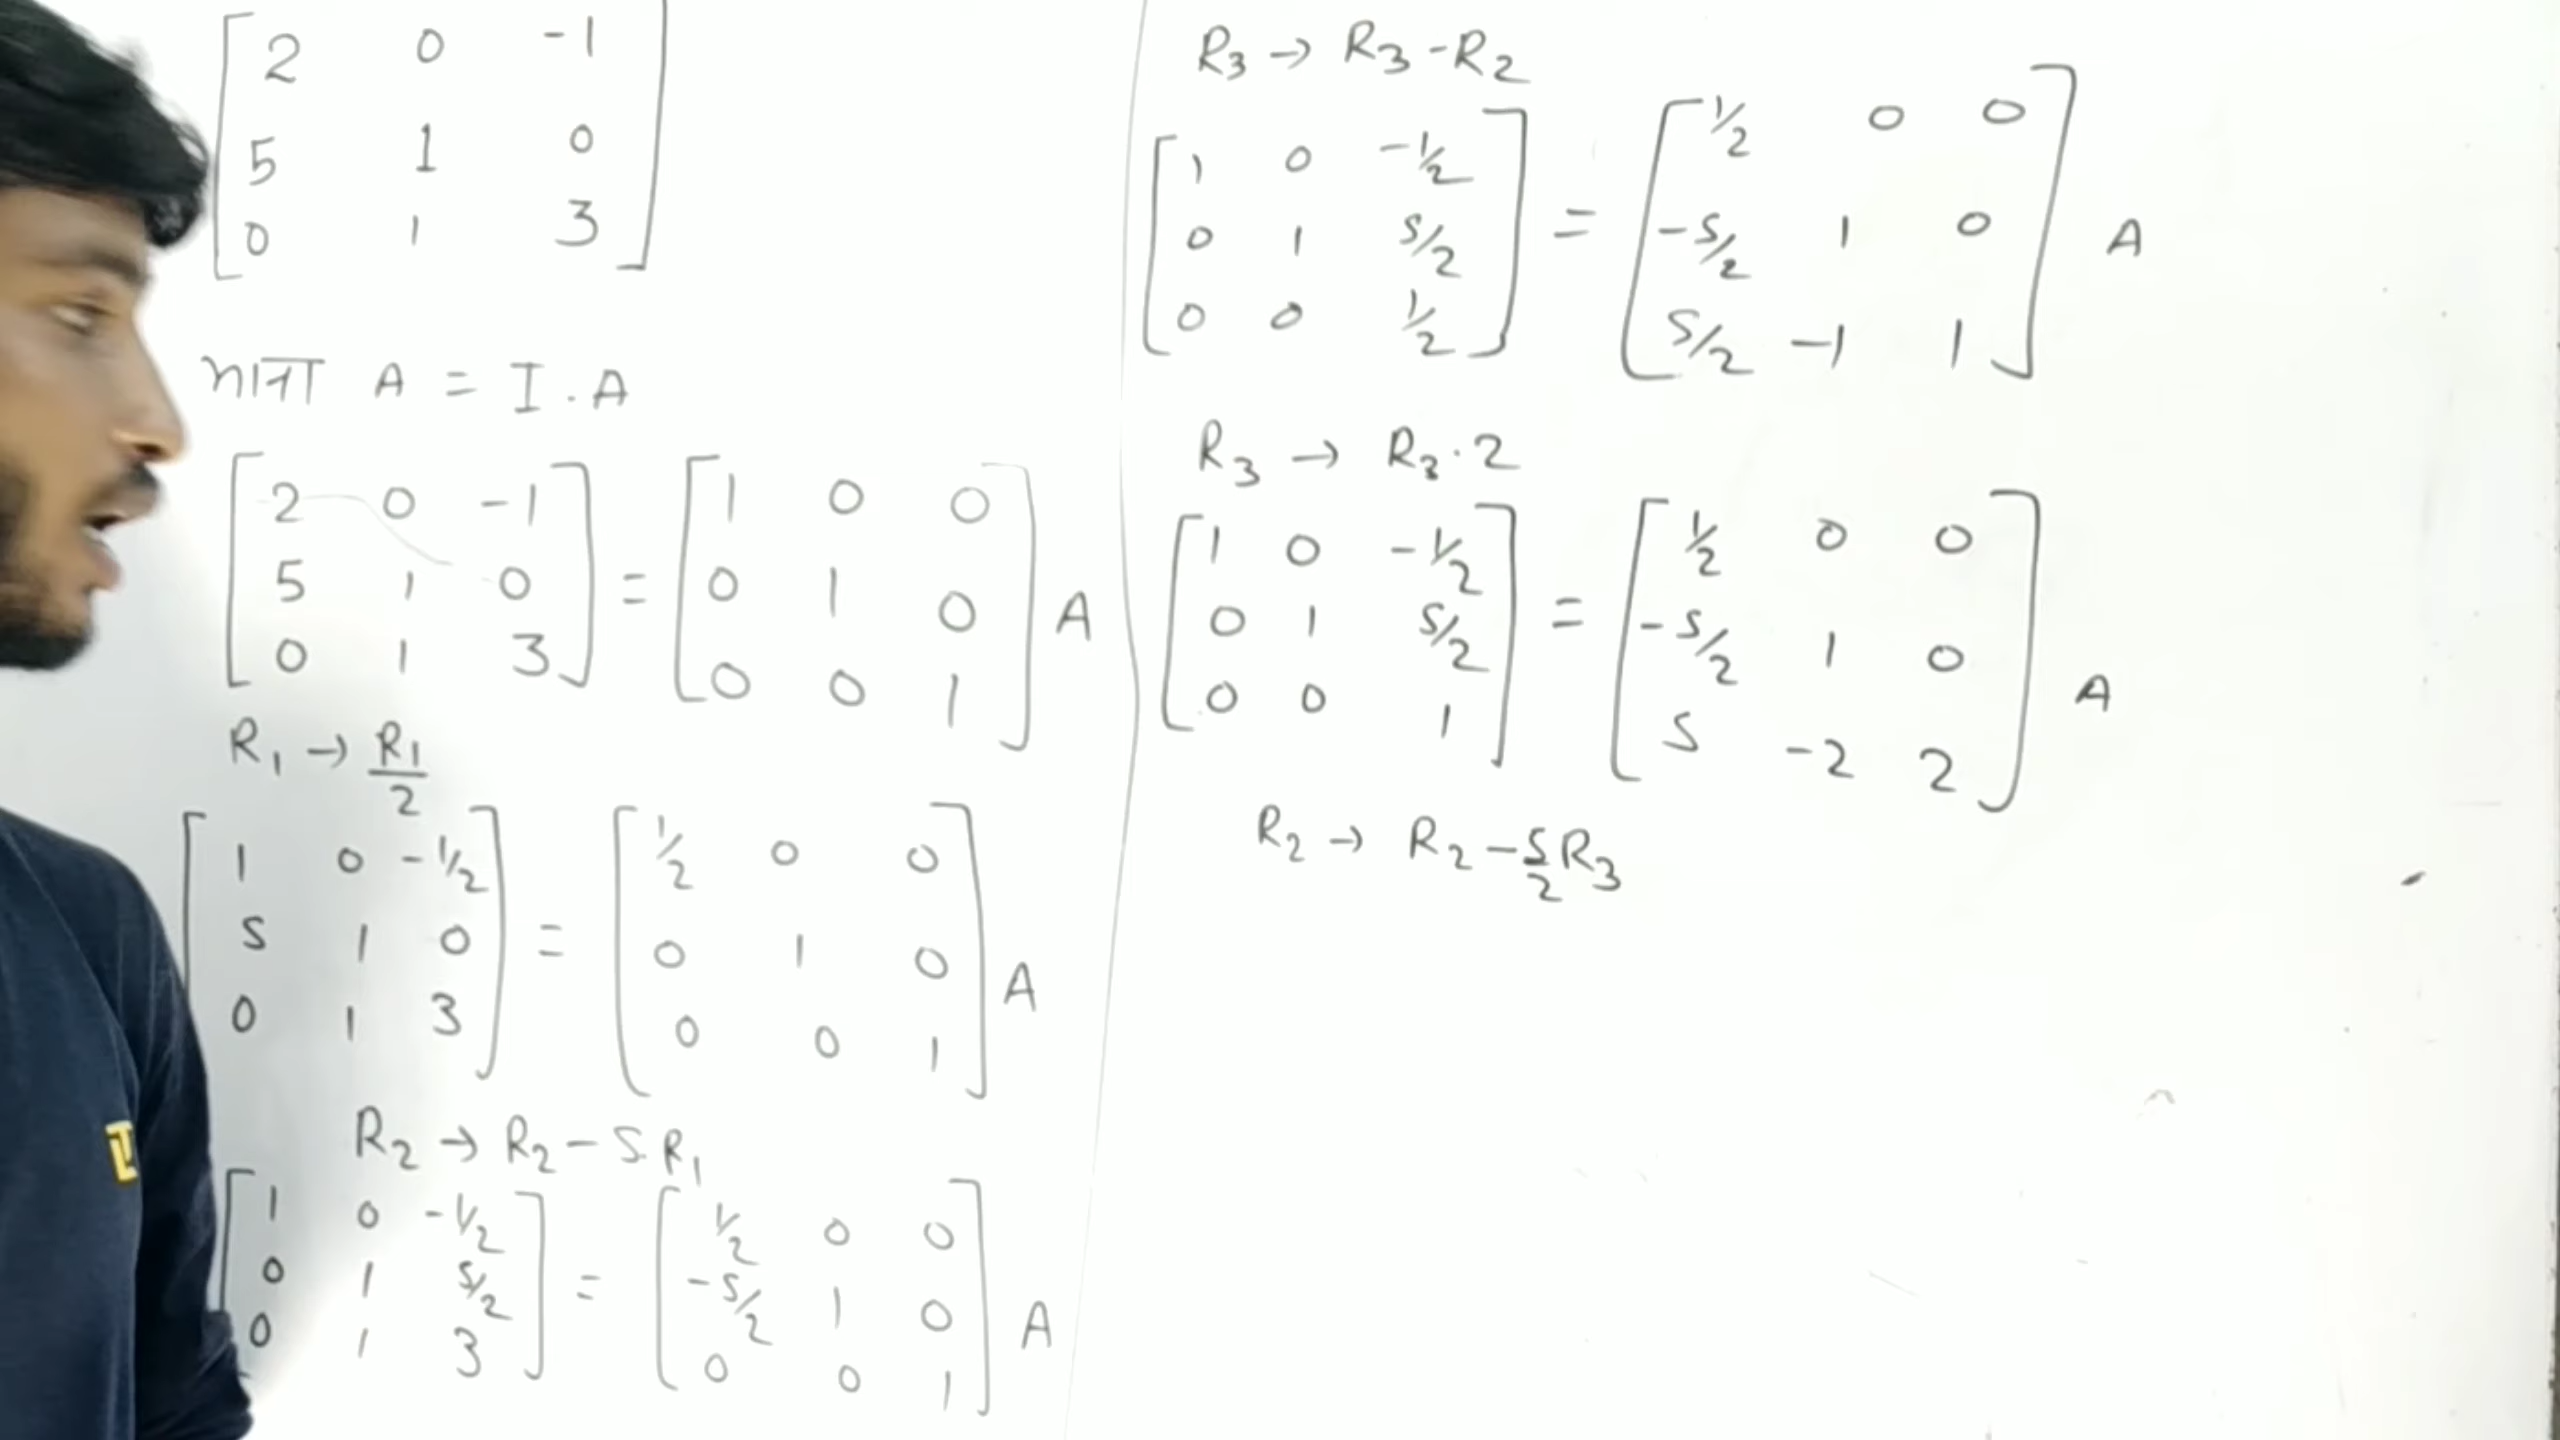 2 0 -1
5 1 0
0 1 3
माना A = I . A
2 0 -1 = 1 0 0 A
5 1 0 0 1 0
0 1 3 0 0 1
R1 → R1/2
1 0 -1/2 = 1/2 0 0 A
5 1 0 0 1 0
0 1 3 0 0 1
R2 → R2 - 5 R1
1 0 -1/2 = 1/2 0 0 A
0 1 5/2 -5/2 1 0
0 1 3 0 0 1
R3 → R3 - R2
1 0 -1/2 = 1/2 0 0 A
0 1 5/2 -5/2 1 0
0 0 1/2 5/2 -1 1
R3 → R3 . 2
1 0 -1/2 = 1/2 0 0 A
0 1 5/2 -5/2 1 0
0 0 1 5 -2 2
R2 → R2 - 5/2 R3